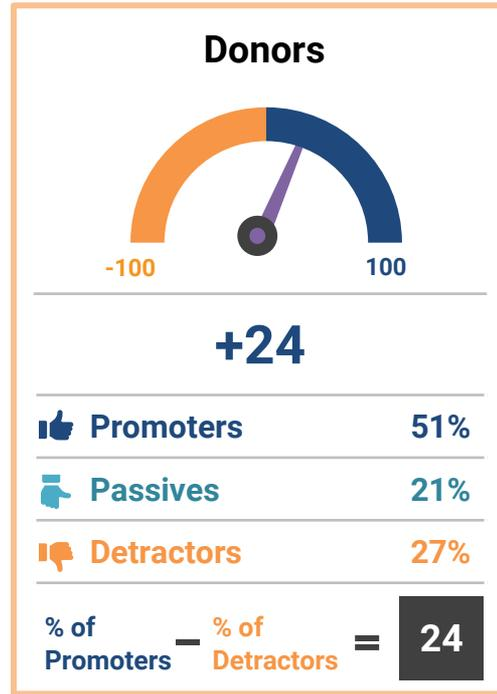 Donors
-100 100
+24
Promoters 51%
Passives 21%
Detractors 27%
% of Promoters – % of Detractors = 24